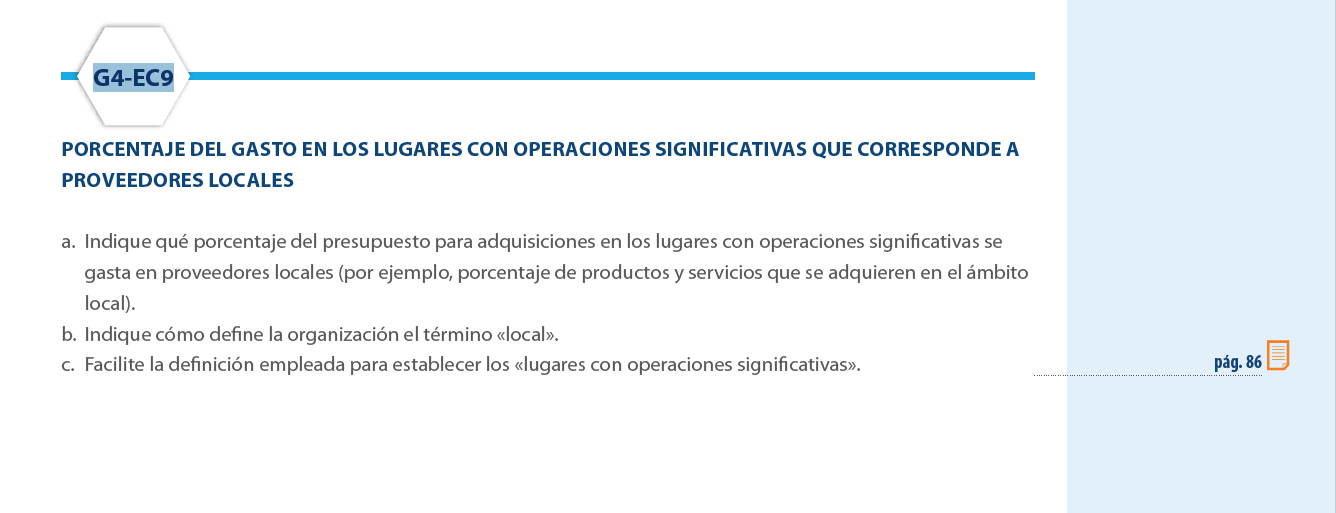 G4-EC9
PORCENTAJE DEL GASTO EN LOS LUGARES CON OPERACIONES SIGNIFICATIVAS QUE CORRESPONDE A
PROVEEDORES LOCALES
a. Indique qué porcentaje del presupuesto para adquisiciones en los lugares con operaciones significativas se
gasta en proveedores locales (por ejemplo, porcentaje de productos y servicios que se adquieren en el ámbito
local).
b. Indique cómo define la organización el término «local».
c. Facilite la definición empleada para establecer los «lugares con operaciones significativas».
pág. 86